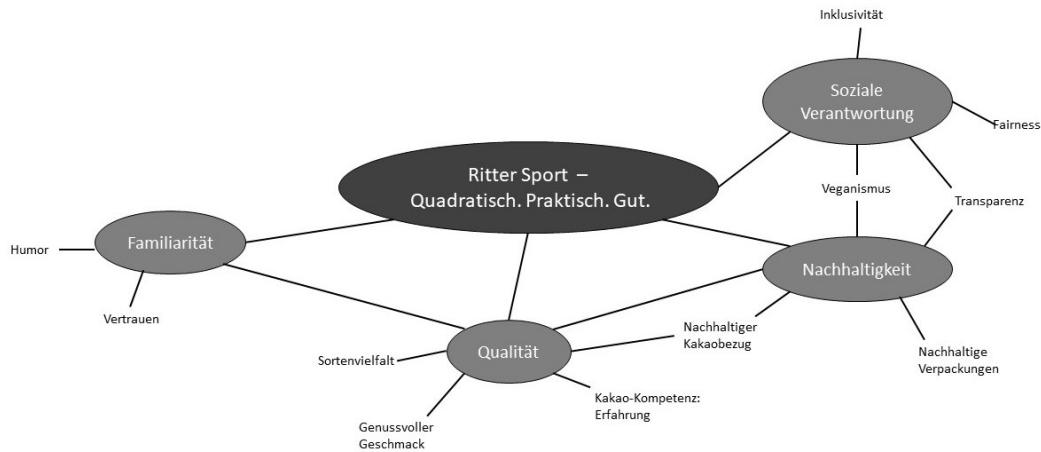 Inklusivität
Soziale
Verantwortung
Fairness
Ritter Sport –
Quadratisch. Praktisch. Gut.
Veganismus
Transparenz
Familiarität
Humor
Nachhaltigkeit
Vertrauen
Sortenvielfalt
Qualität
Nachhaltiger
Kakaobezug
Nachhaltige
Verpackungen
Kakao-Kompetenz:
Erfahrung
Genussvoller
Geschmack